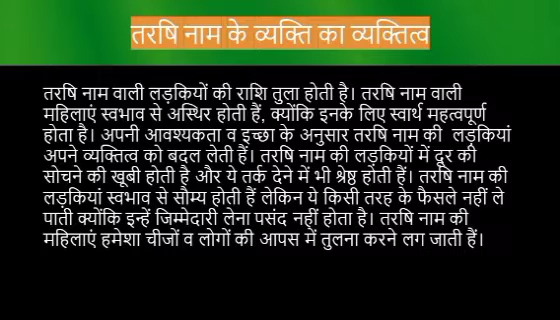 तरषि नाम के व्यक्ति का व्यक्तित्व
तरषि नाम वाली लड़कियों की राशि तुला होती है। तरषि नाम वाली
महिलाएं स्वभाव से अस्थिर होती हैं, क्योंकि इनके लिए स्वार्थ महत्वपूर्ण
होता है। अपनी आवश्यकता व इच्छा के अनुसार तरषि नाम की लड़कियां
अपने व्यक्तित्व को बदल लेती हैं। तरषि नाम की लड़कियों में दूर की
सोचने की खूबी होती है और ये तर्क देने में भी श्रेष्ठ होती हैं। तरषि नाम की
लड़कियां स्वभाव से सौम्य होती हैं लेकिन ये किसी तरह के फैसले नहीं ले
पाती क्योंकि इन्हें जिम्मेदारी लेना पसंद नहीं होता है। तरषि नाम की
महिलाएं हमेशा चीजों व लोगों की आपस में तुलना करने लग जाती हैं।